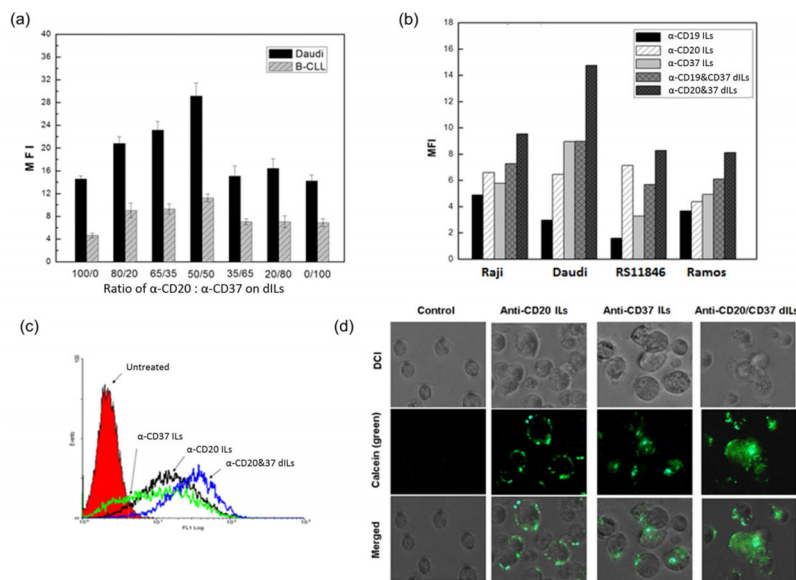 (a)
Daudi
B-CLL
MFI
40
36
32
28
24
20
16
12
8
4
0
100/0 80/20 65/35 50/50 35/65 20/80 0/100
Ratio of α-CD20 : α-CD37 on dILs
(b)
α-CD19 ILs
α-CD20 ILs
α-CD37 ILs
α-CD19&CD37 dILs
α-CD20&37 dILs
MFI
18
16
14
12
10
8
6
4
2
0
Raji Daudi RS11846 Ramos
(c)
Untreated
α-CD37 ILs
α-CD20 ILs
α-CD20&37 dILs
Events
FL1 Log
(d)
Control Anti-CD20 ILs Anti-CD37 ILs Anti-CD20/CD37 dILs
DCI
Calcein (green)
Merged